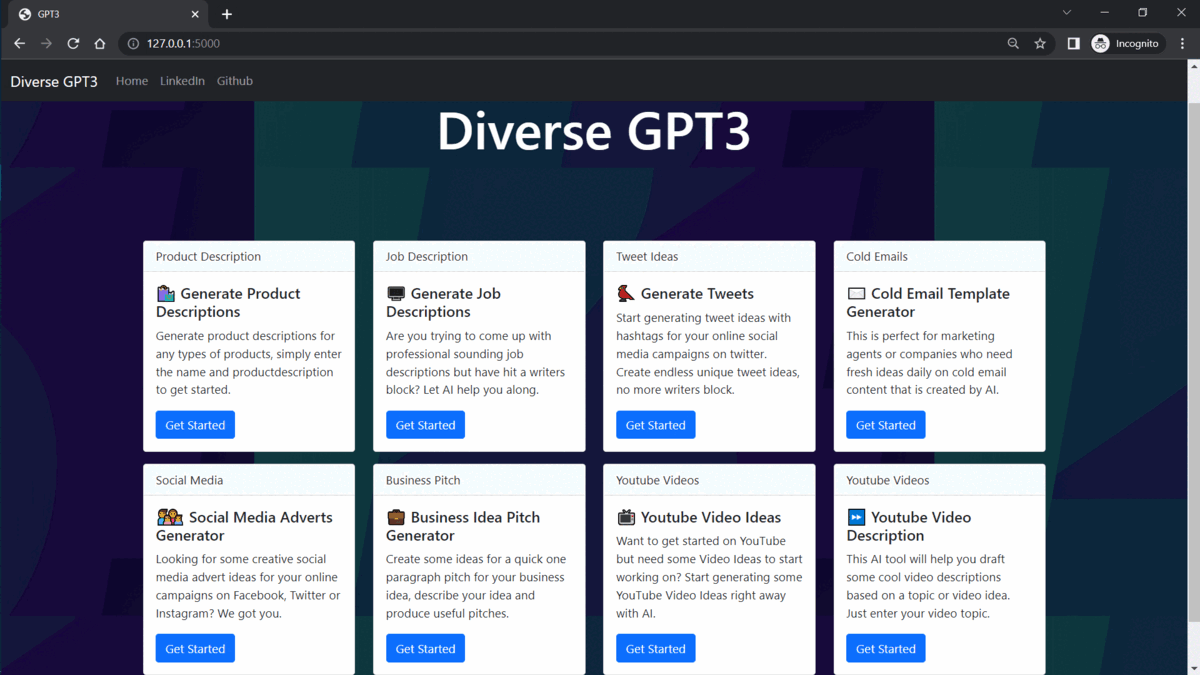 GPT3
127.0.0.1:5000
Incognito
Diverse GPT3 Home LinkedIn Github
Diverse GPT3
Product Description
Generate Product
Descriptions
Generate product descriptions for
any types of products, simply enter
the name and productdescription
to get started.
Get Started
Job Description
Generate Job
Descriptions
Are you trying to come up with
professional sounding job
descriptions but have hit a writers
block? Let AI help you along.
Get Started
Tweet Ideas
Generate Tweets
Start generating tweet ideas with
hashtags for your online social
media campaigns on twitter.
Create endless unique tweet ideas,
no more writers block.
Get Started
Cold Emails
Cold Email Template
Generator
This is perfect for marketing
agents or companies who need
fresh ideas daily on cold email
content that is created by AI.
Get Started
Social Media
Social Media Adverts
Generator
Looking for some creative social
media advert ideas for your online
campaigns on Facebook, Twitter or
Instagram? We got you.
Get Started
Business Pitch
Business Idea Pitch
Generator
Create some ideas for a quick one
paragraph pitch for your business
idea, describe your idea and
produce useful pitches.
Get Started
Youtube Videos
Youtube Video Ideas
Want to get started on YouTube
but need some Video Ideas to start
working on? Start generating some
YouTube Video Ideas right away
with AI.
Get Started
Youtube Videos
Youtube Video
Description
This AI tool will help you draft
some cool video descriptions
based on a topic or video idea.
Just enter your video topic.
Get Started